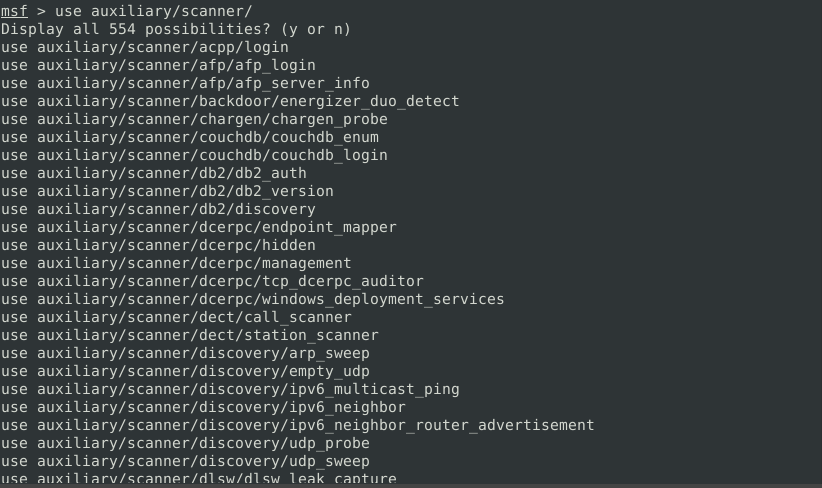 msf > use auxiliary/scanner/
Display all 554 possibilities? (y or n)
use auxiliary/scanner/acpp/login
use auxiliary/scanner/afp/afp_login
use auxiliary/scanner/afp/afp_server_info
use auxiliary/scanner/backdoor/energizer_duo_detect
use auxiliary/scanner/chargen/chargen_probe
use auxiliary/scanner/couchdb/couchdb_enum
use auxiliary/scanner/couchdb/couchdb_login
use auxiliary/scanner/db2/db2_auth
use auxiliary/scanner/db2/db2_version
use auxiliary/scanner/db2/discovery
use auxiliary/scanner/dcerpc/endpoint_mapper
use auxiliary/scanner/dcerpc/hidden
use auxiliary/scanner/dcerpc/management
use auxiliary/scanner/dcerpc/tcp_dcerpc_auditor
use auxiliary/scanner/dcerpc/windows_deployment_services
use auxiliary/scanner/dect/call_scanner
use auxiliary/scanner/dect/station_scanner
use auxiliary/scanner/discovery/arp_sweep
use auxiliary/scanner/discovery/empty_udp
use auxiliary/scanner/discovery/ipv6_multicast_ping
use auxiliary/scanner/discovery/ipv6_neighbor
use auxiliary/scanner/discovery/ipv6_neighbor_router_advertisement
use auxiliary/scanner/discovery/udp_probe
use auxiliary/scanner/discovery/udp_sweep
use auxiliary/scanner/dlsw/dlsw_leak_capture